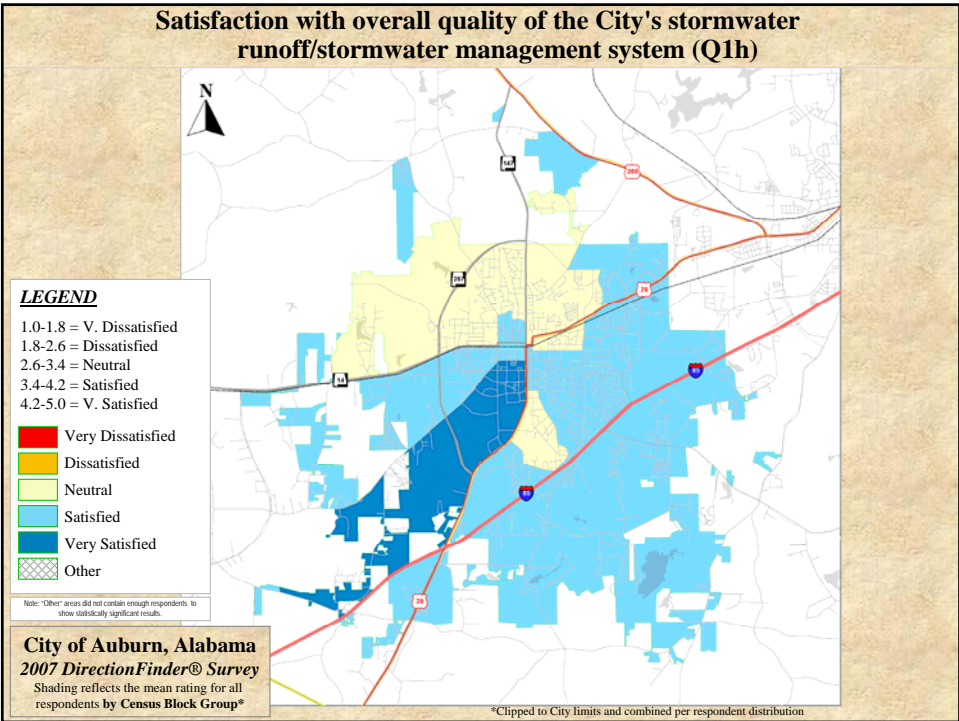 Satisfaction with overall quality of the City's stormwater
runoff/stormwater management system (Q1h)
N
147
280
267
29
14
85
85
29
LEGEND
1.0-1.8 = V. Dissatisfied
1.8-2.6 = Dissatisfied
2.6-3.4 = Neutral
3.4-4.2 = Satisfied
4.2-5.0 = V. Satisfied
Very Dissatisfied
Dissatisfied
Neutral
Satisfied
Very Satisfied
Other
Note: "Other" areas did not contain enough respondents to
show statistically significant results.
City of Auburn, Alabama
2007 DirectionFinder® Survey
Shading reflects the mean rating for all
respondents by Census Block Group*
*Clipped to City limits and combined per respondent distribution